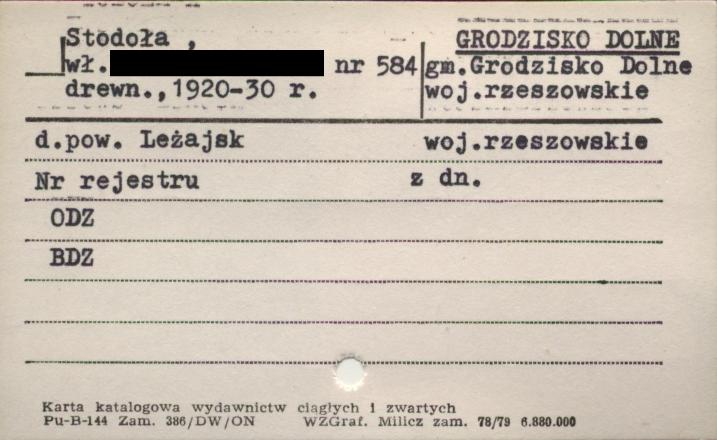 Stodoła ,
wł. nr 584
drewn.,1920-30 r.
GRODZISKO DOLNE
gm.Grodzisko Dolne
woj.rzeszowskie
d.pow. Leżajsk woj.rzeszowskie
Nr rejestru z dn.
ODZ
BDZ
Karta katalogowa wydawnictw ciągłych i zwartych
Pu-B-144 Zam. 386/DW/ON WZGraf. Milicz zam. 78/79 6.880.000